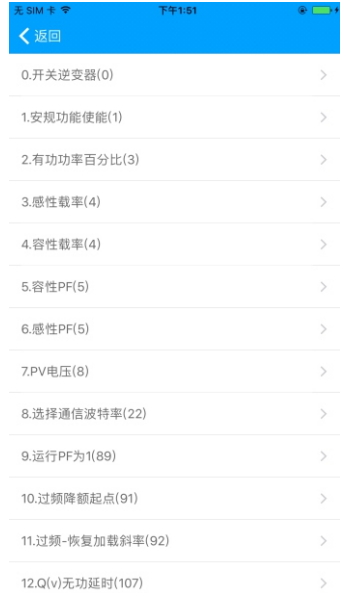 无 SIM 卡 下午1:51
返回
0.开关逆变器(0)
1.安规功能使能(1)
2.有功功率百分比(3)
3.感性载率(4)
4.容性载率(4)
5.容性PF(5)
6.感性PF(5)
7.PV电压(8)
8.选择通信波特率(22)
9.运行PF为1(89)
10.过频降额起点(91)
11.过频-恢复加载斜率(92)
12.Q(v)无功延时(107)